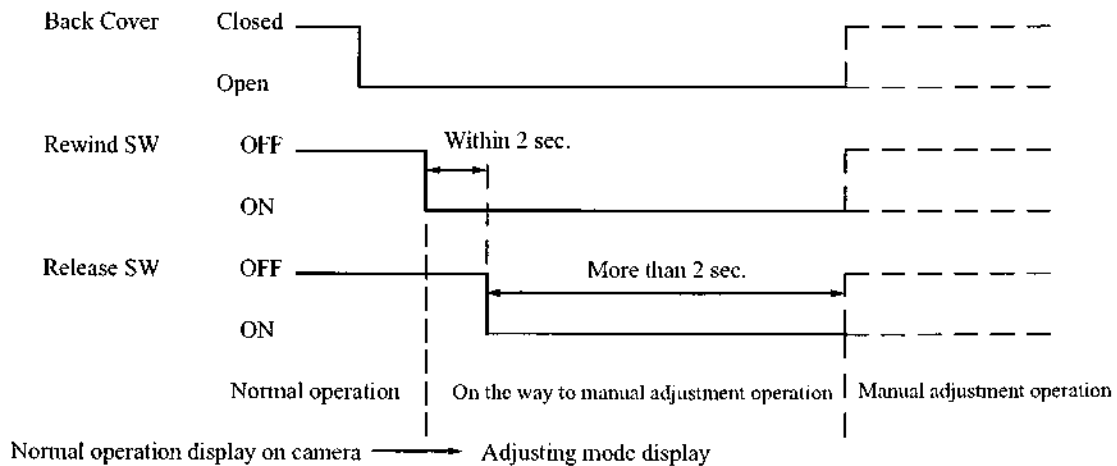 Back Cover Closed
Open
Rewind SW OFF Within 2 sec.
ON
Release SW OFF More than 2 sec.
ON
Normal operation On the way to manual adjustment operation Manual adjustment operation
Normal operation display on camera Adjusting mode display